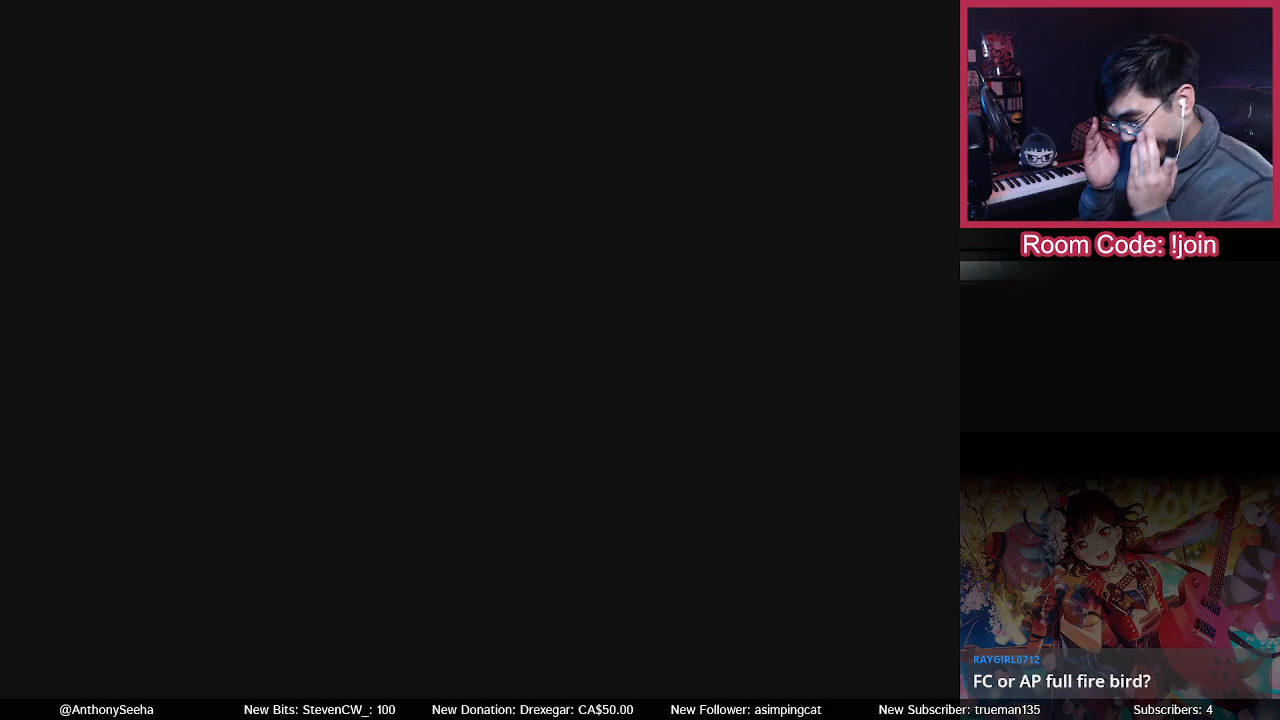 Room Code: !join
RAYGIRL0712
FC or AP full fire bird?
@AnthonySeeha
New Bits: StevenCW_: 100
New Donation: Drexegar: CA$50.00
New Follower: asimpingcat
New Subscriber: trueman135
Subscribers: 4